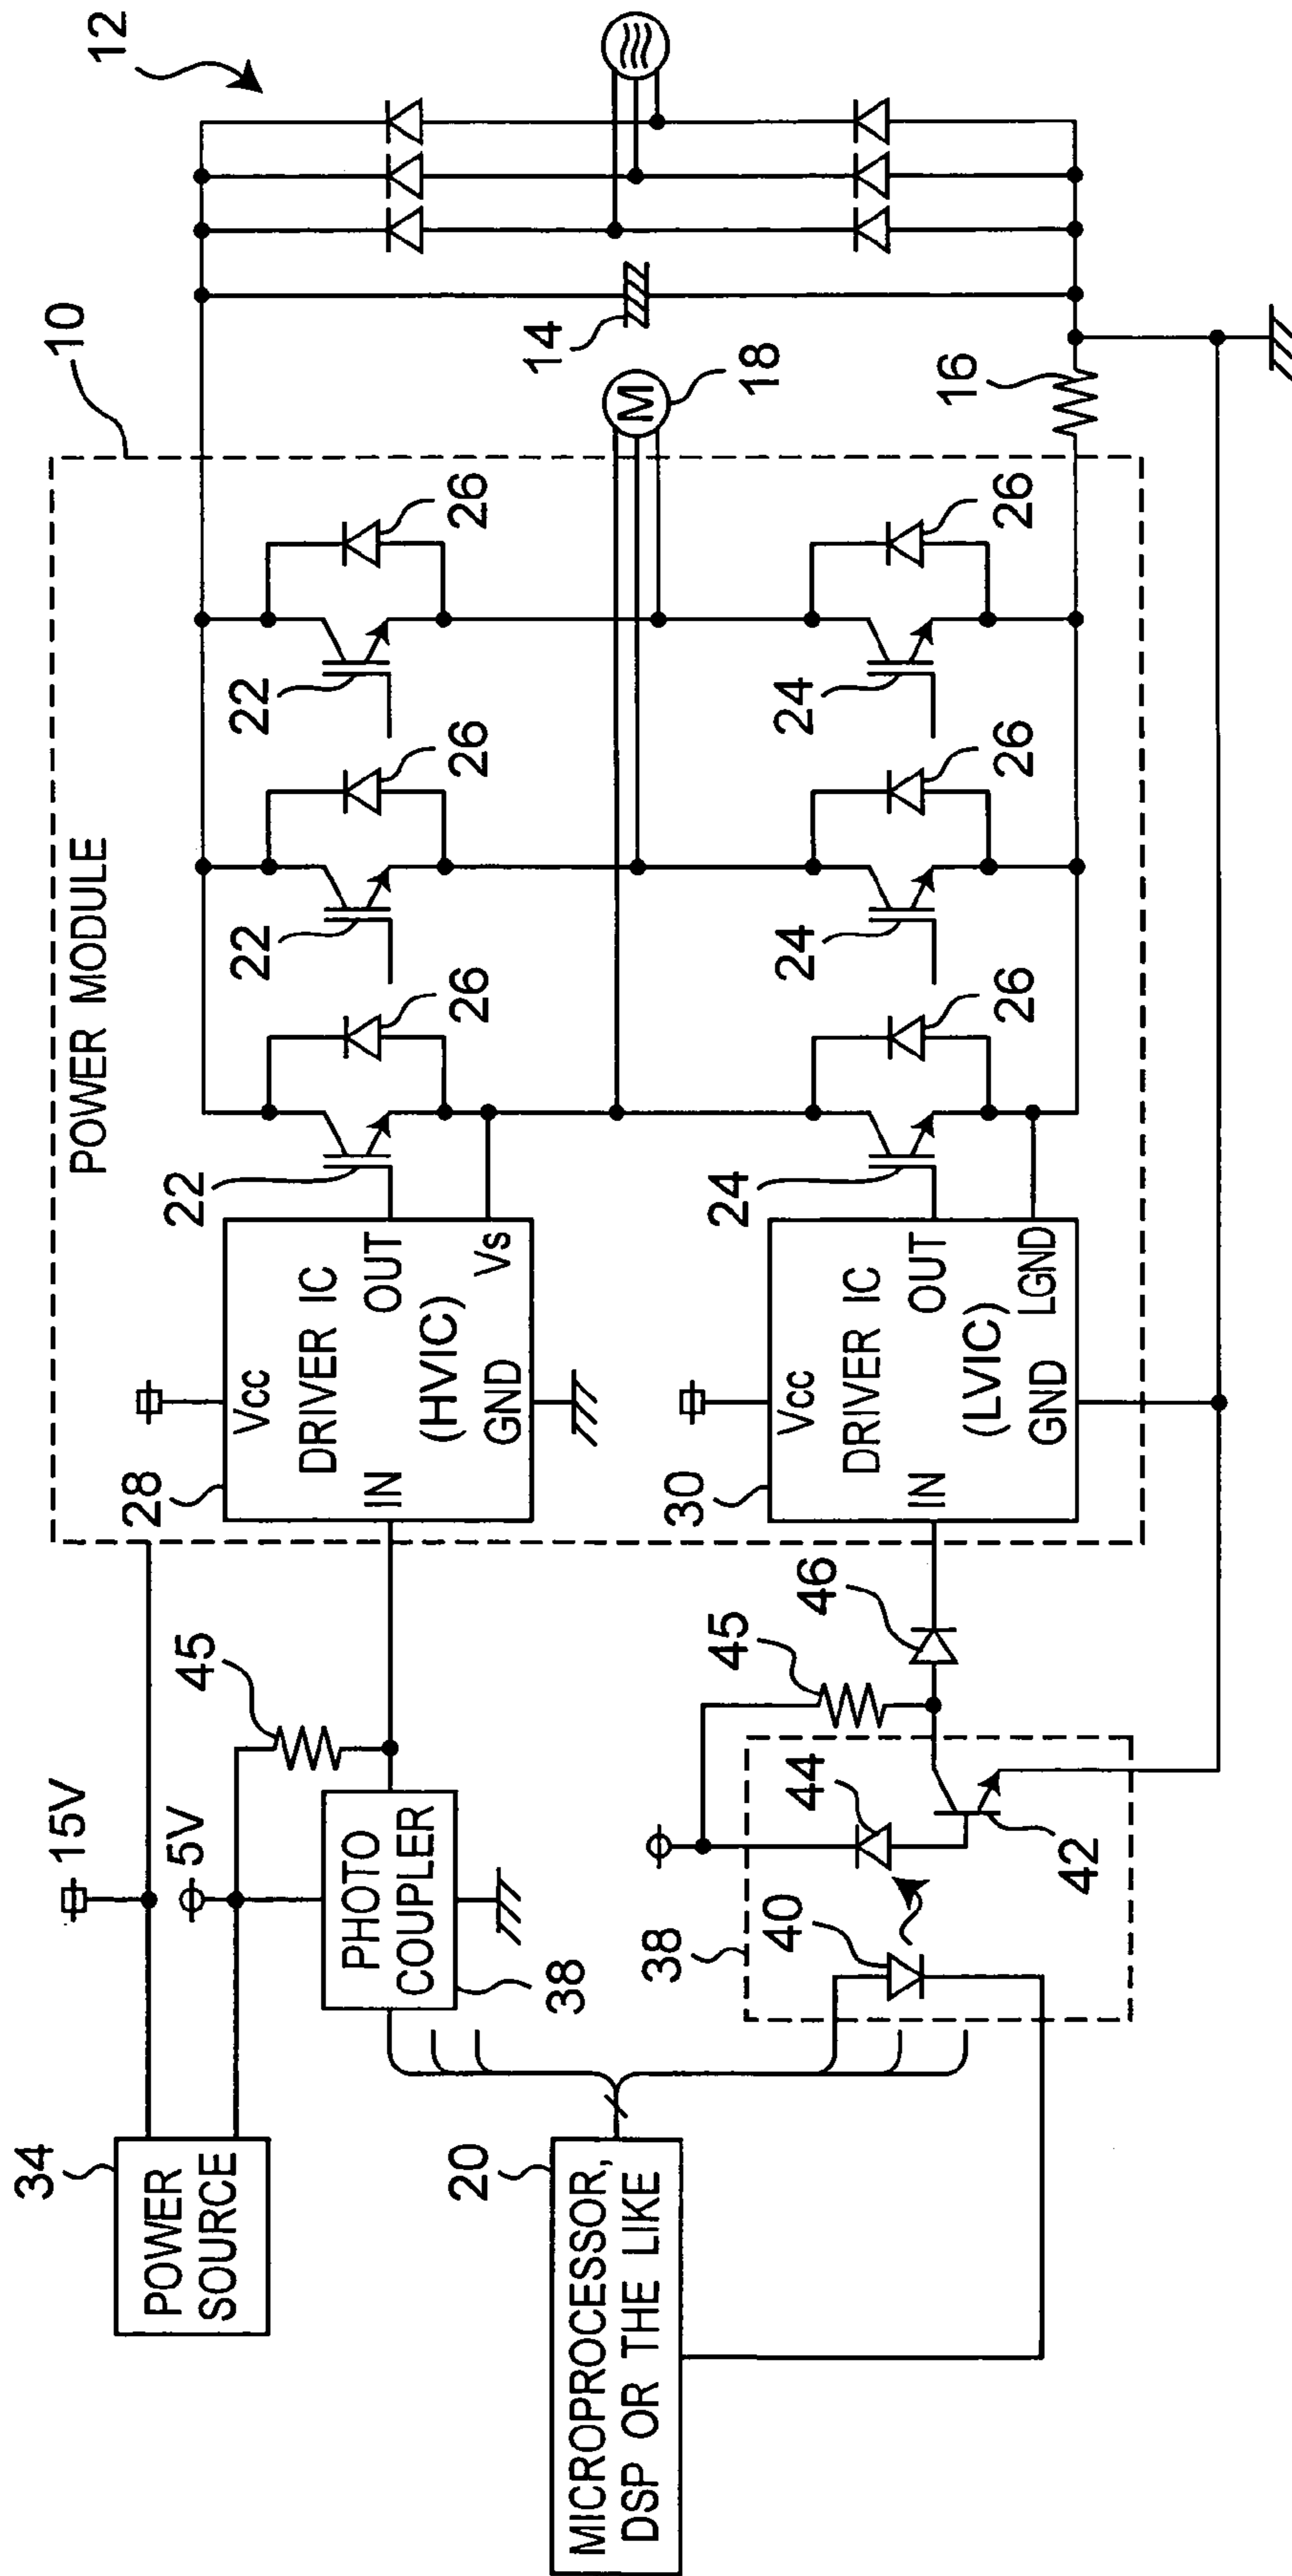 POWER MODULE
10
12
34
POWER
SOURCE
15V
5V
45
28
Vcc
DRIVER IC
IN
OUT
(HVIC)
GND
Vs
22
26
22
26
22
26
PHOTO
COUPLER
38
20
MICROPROCESSOR,
DSP OR THE LIKE
M
18
14
38
40
44
42
45
46
30
Vcc
DRIVER IC
IN
OUT
(LVIC)
GND
LGND
24
26
24
26
24
26
16